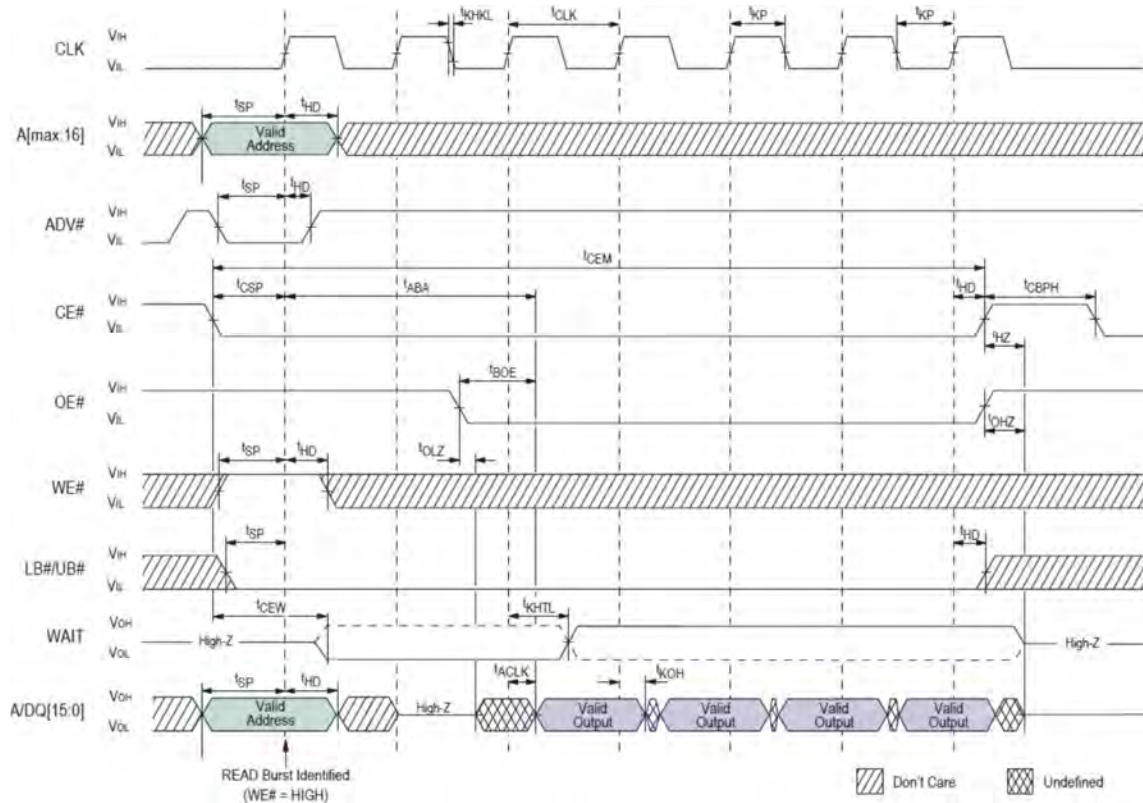 tKHKL tCLK tKP tKP
CLK VIH
VIL
tSP tHD
A[max:16] VIH
VIL
Valid
Address
tSP tHD
ADV# VIH
VIL
tCEM
tCSP tABA tHD tCBPH
CE# VIH
VIL
tHZ
tBOE
OE# VIH
VIL
tOHZ
tOLZ
tSP tHD
WE# VIH
VIL
tSP tHD
LB#/UB# VIH
VIL
tCEW tKHTL
WAIT VOH
VOL
High-Z High-Z
tACLK tKOH
tSP tHD
A/DQ[15:0] VOH
VOL
Valid
Address
High-Z
Valid
Output
Valid
Output
Valid
Output
Valid
Output
READ Burst Identified
(WE# = HIGH)
Don't Care Undefined